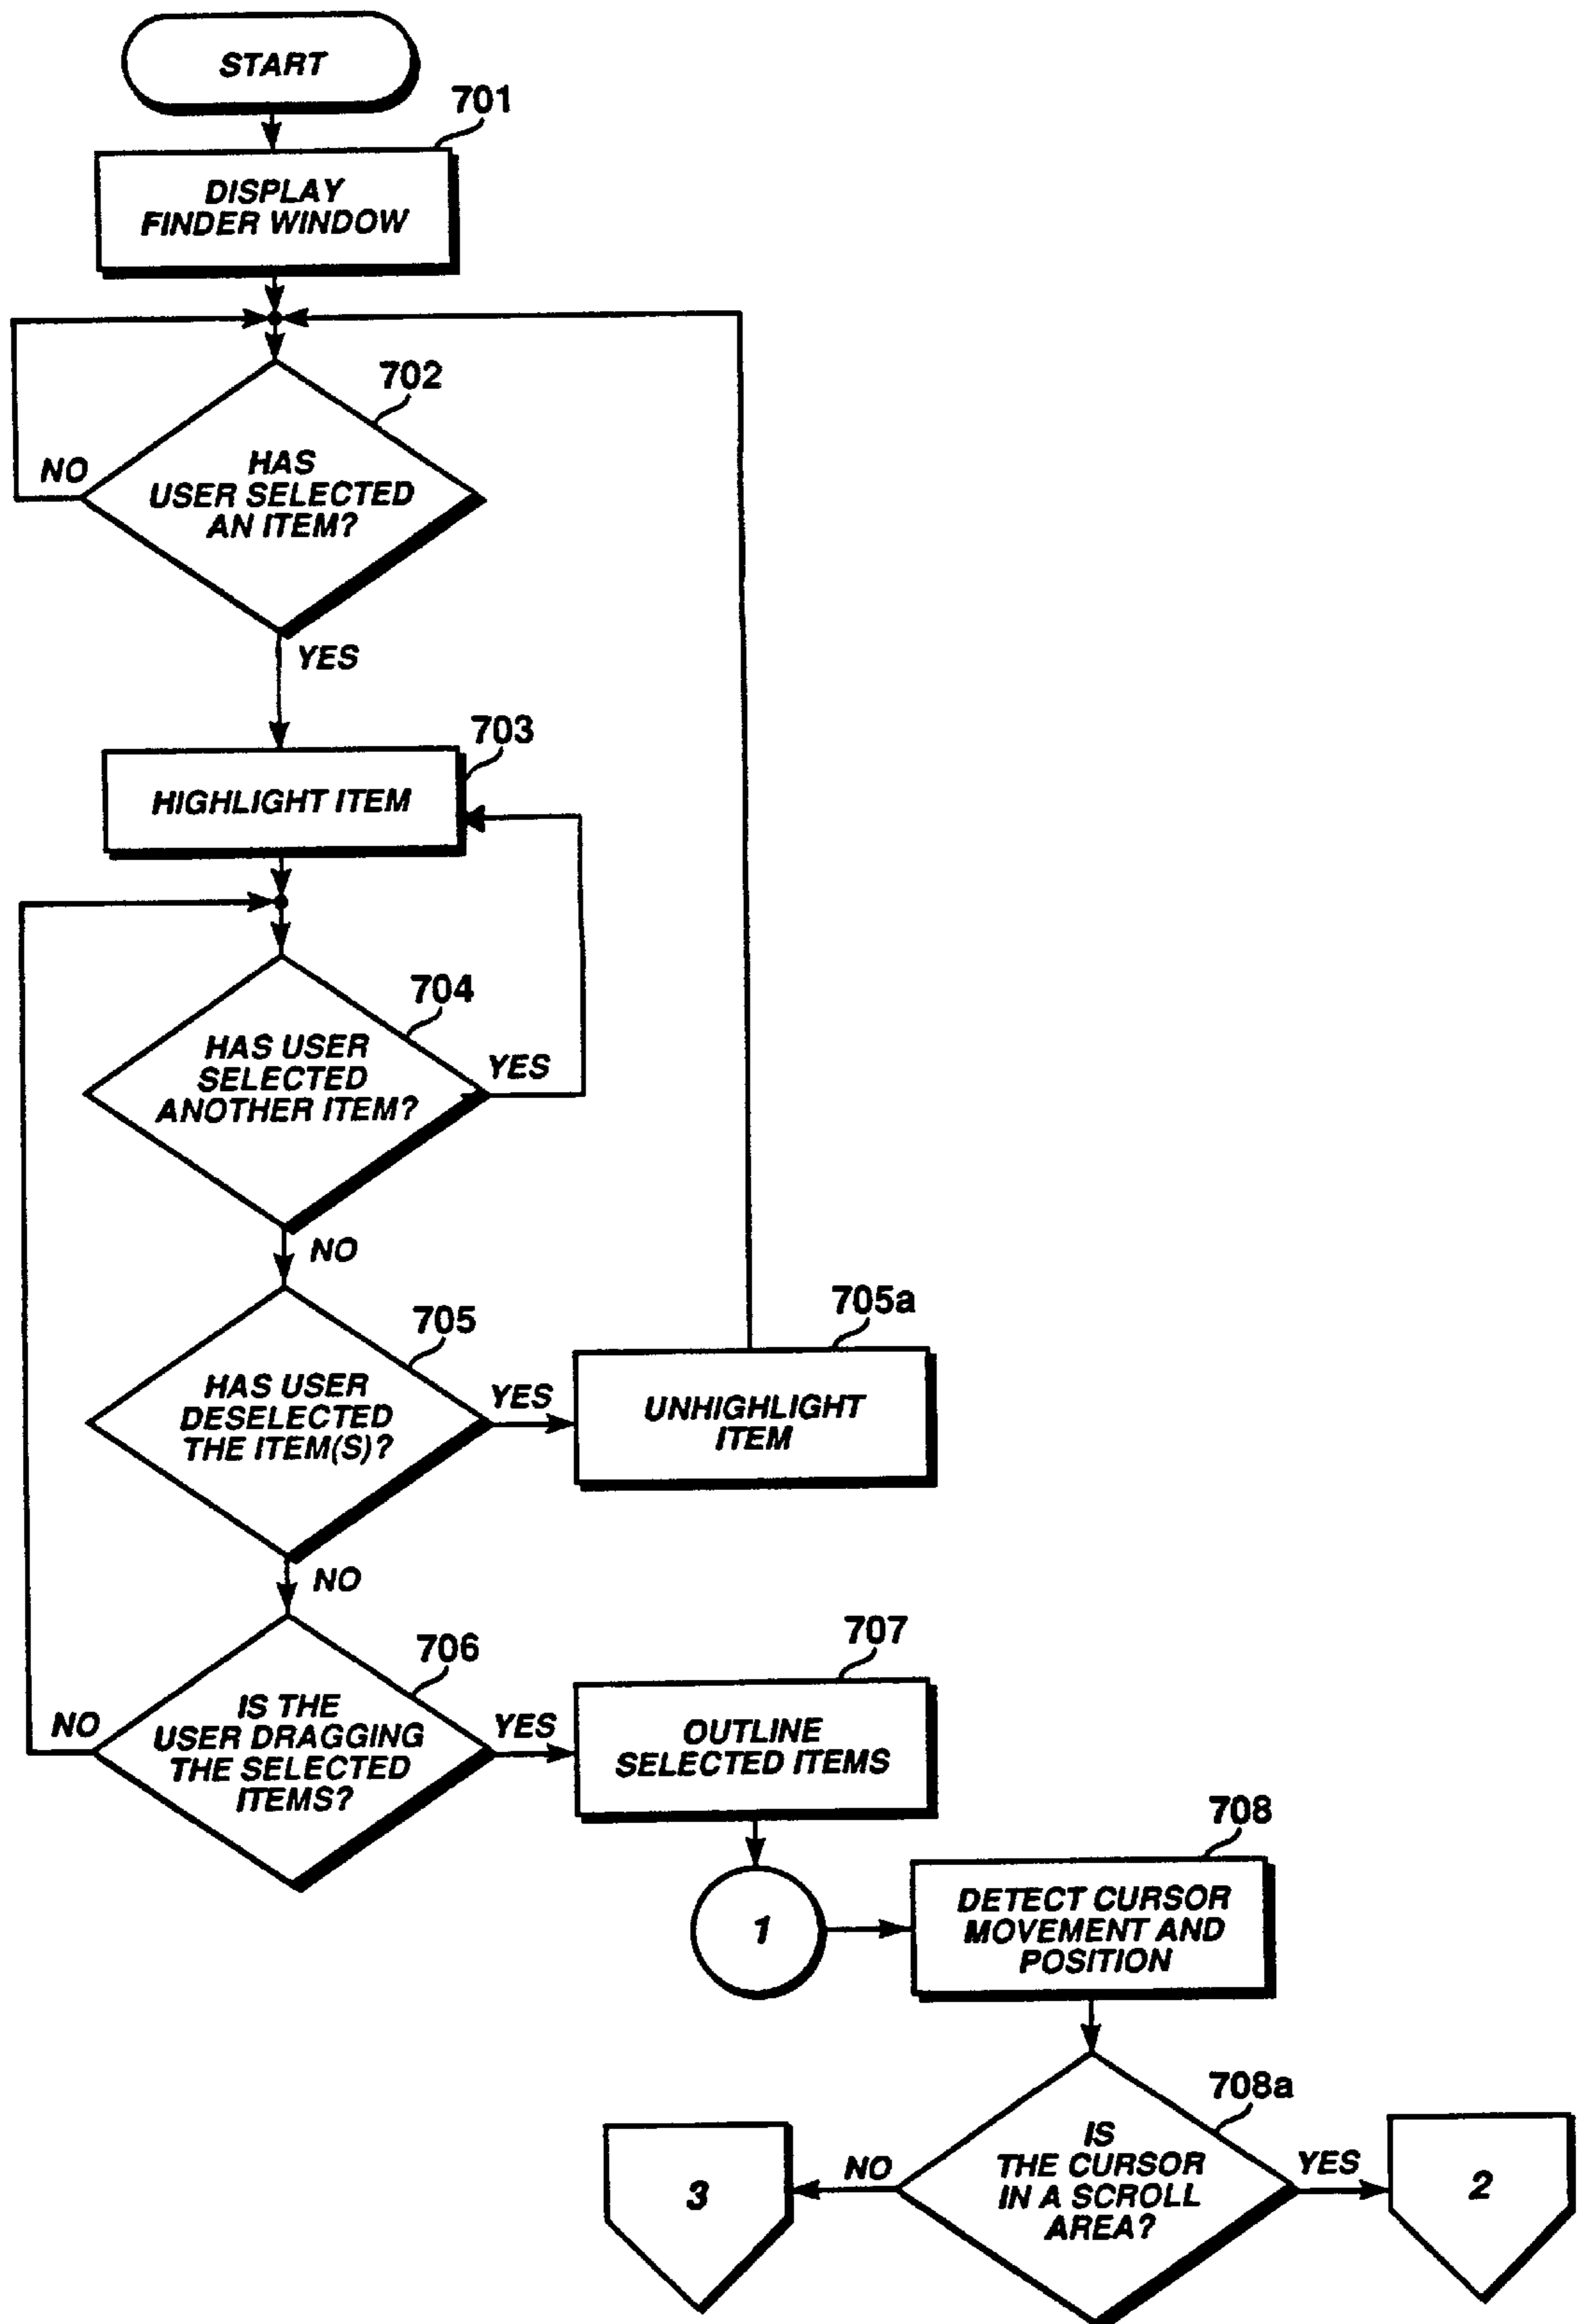 START
701
DISPLAY
FINDER WINDOW
702
NO
HAS
USER SELECTED
AN ITEM?
YES
703
HIGHLIGHT ITEM
704
HAS USER
SELECTED
ANOTHER ITEM?
YES
NO
705
HAS USER
DESELECTED
THE ITEM(S)?
YES
705a
UNHIGHLIGHT
ITEM
NO
706
NO
IS THE
USER DRAGGING
THE SELECTED
ITEMS?
YES
707
OUTLINE
SELECTED ITEMS
1
708
DETECT CURSOR
MOVEMENT AND
POSITION
708a
3
NO
IS
THE CURSOR
IN A SCROLL
AREA?
YES
2